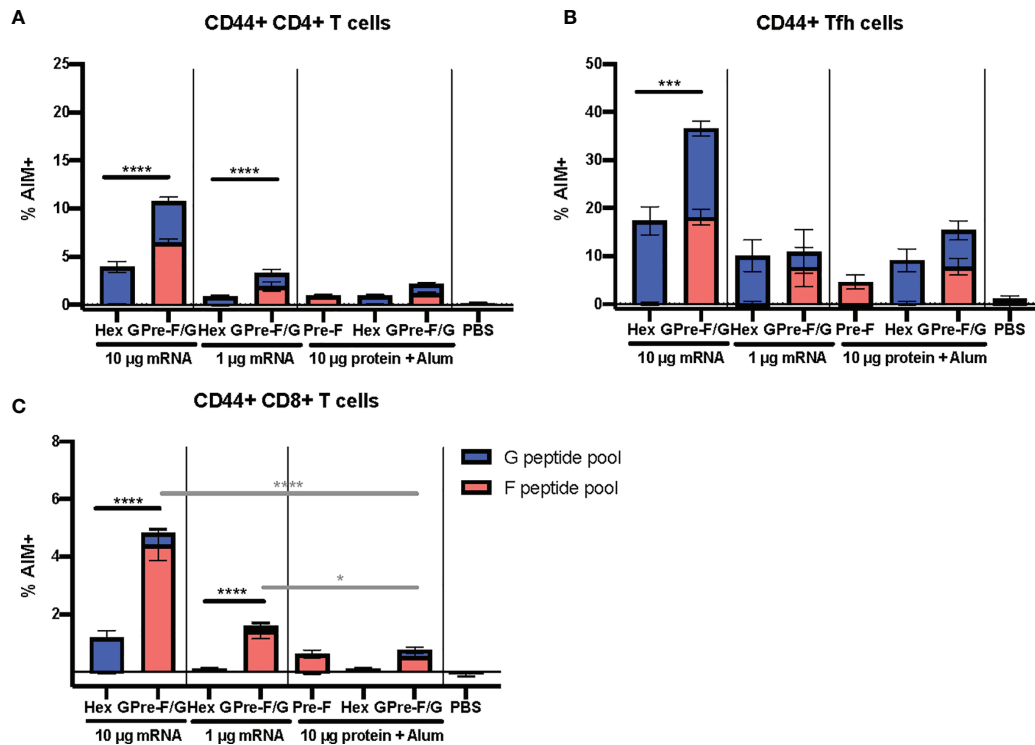 A
CD44+ CD4+ T cells
% AIM+
25
20
15
10
5
0
****
****
Hex G Pre-F/G Hex G Pre-F/G Pre-F Hex G Pre-F/G PBS
10 µg mRNA 1 µg mRNA 10 µg protein + Alum
B
CD44+ Tfh cells
% AIM+
50
40
30
20
10
0
***
Hex G Pre-F/G Hex G Pre-F/G Pre-F Hex G Pre-F/G PBS
10 µg mRNA 1 µg mRNA 10 µg protein + Alum
C
CD44+ CD8+ T cells
% AIM+
8
6
4
2
****
****
****
*
Hex G Pre-F/G Hex G Pre-F/G Pre-F Hex G Pre-F/G PBS
10 µg mRNA 1 µg mRNA 10 µg protein + Alum
G peptide pool
F peptide pool